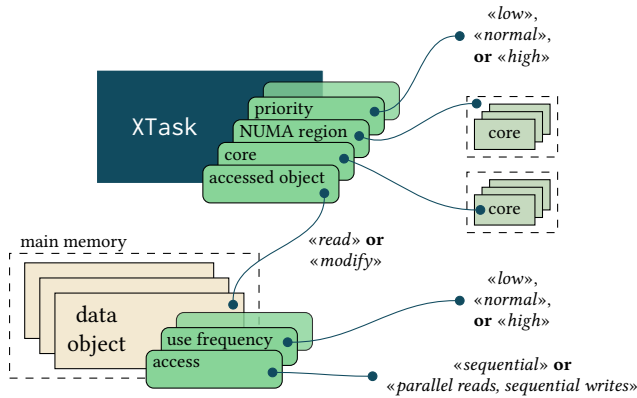 «low»,
«normal»,
or «high»
priority
XTask
NUMA region
core
core
accessed object
core
«read» or
«modify»
main memory
data
object
«low»,
«normal»,
or «high»
use frequency
access
«sequential» or
«parallel reads, sequential writes»